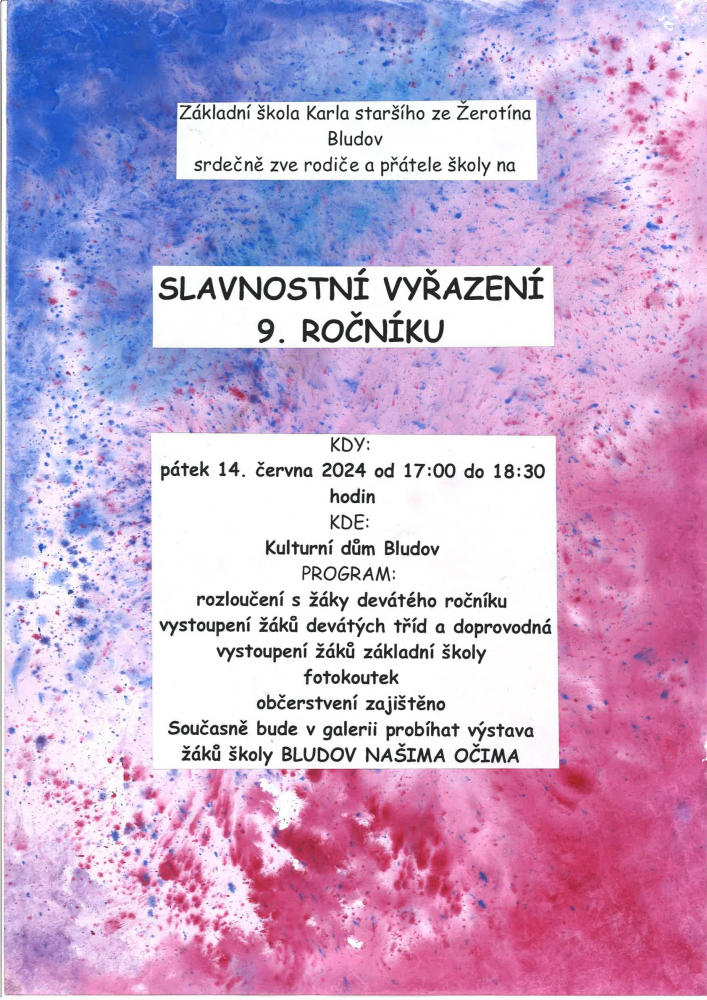 Základní škola Karla staršího ze Žerotína
Bludov
srdečně zve rodiče a přátele školy na
SLAVNOSTNÍ VYŘAZENÍ
9. ROČNÍKU
KDY:
pátek 14. června 2024 od 17:00 do 18:30
hodin
KDE:
Kulturní dům Bludov
PROGRAM:
rozloučení s žáky devátého ročníku
vystoupení žáků devátých tříd a doprovodná
vystoupení žáků základní školy
fotokoutek
občerstvení zajištěno
Současně bude v galerii probíhat výstava
žáků školy BLUDOV NAŠIMA OČIMA